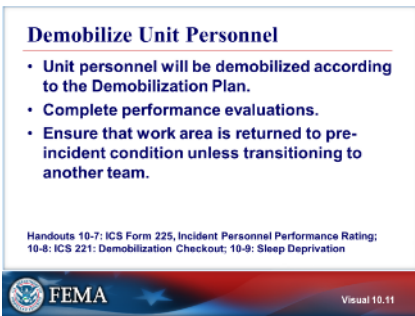 Demobilize Unit Personnel
• Unit personnel will be demobilized according
to the Demobilization Plan.
• Complete performance evaluations.
• Ensure that work area is returned to pre-
incident condition unless transitioning to
another team.
Handouts 10-7: ICS Form 225, Incident Personnel Performance Rating;
10-8: ICS 221: Demobilization Checkout; 10-9: Sleep Deprivation
FEMA
Visual 10.11